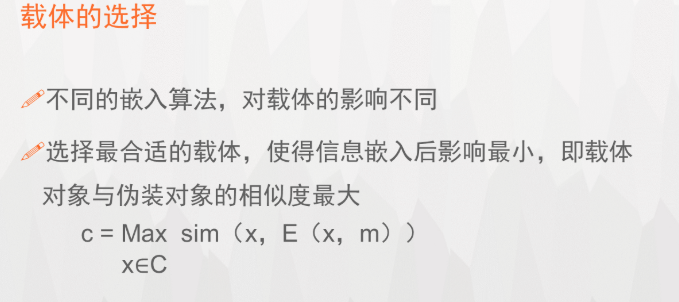 载体的选择
不同的嵌入算法，对载体的影响不同
选择最合适的载体，使得信息嵌入后影响最小，即载体
对象与伪装对象的相似度最大
c = Max sim（x，E（x，m））
x∈C